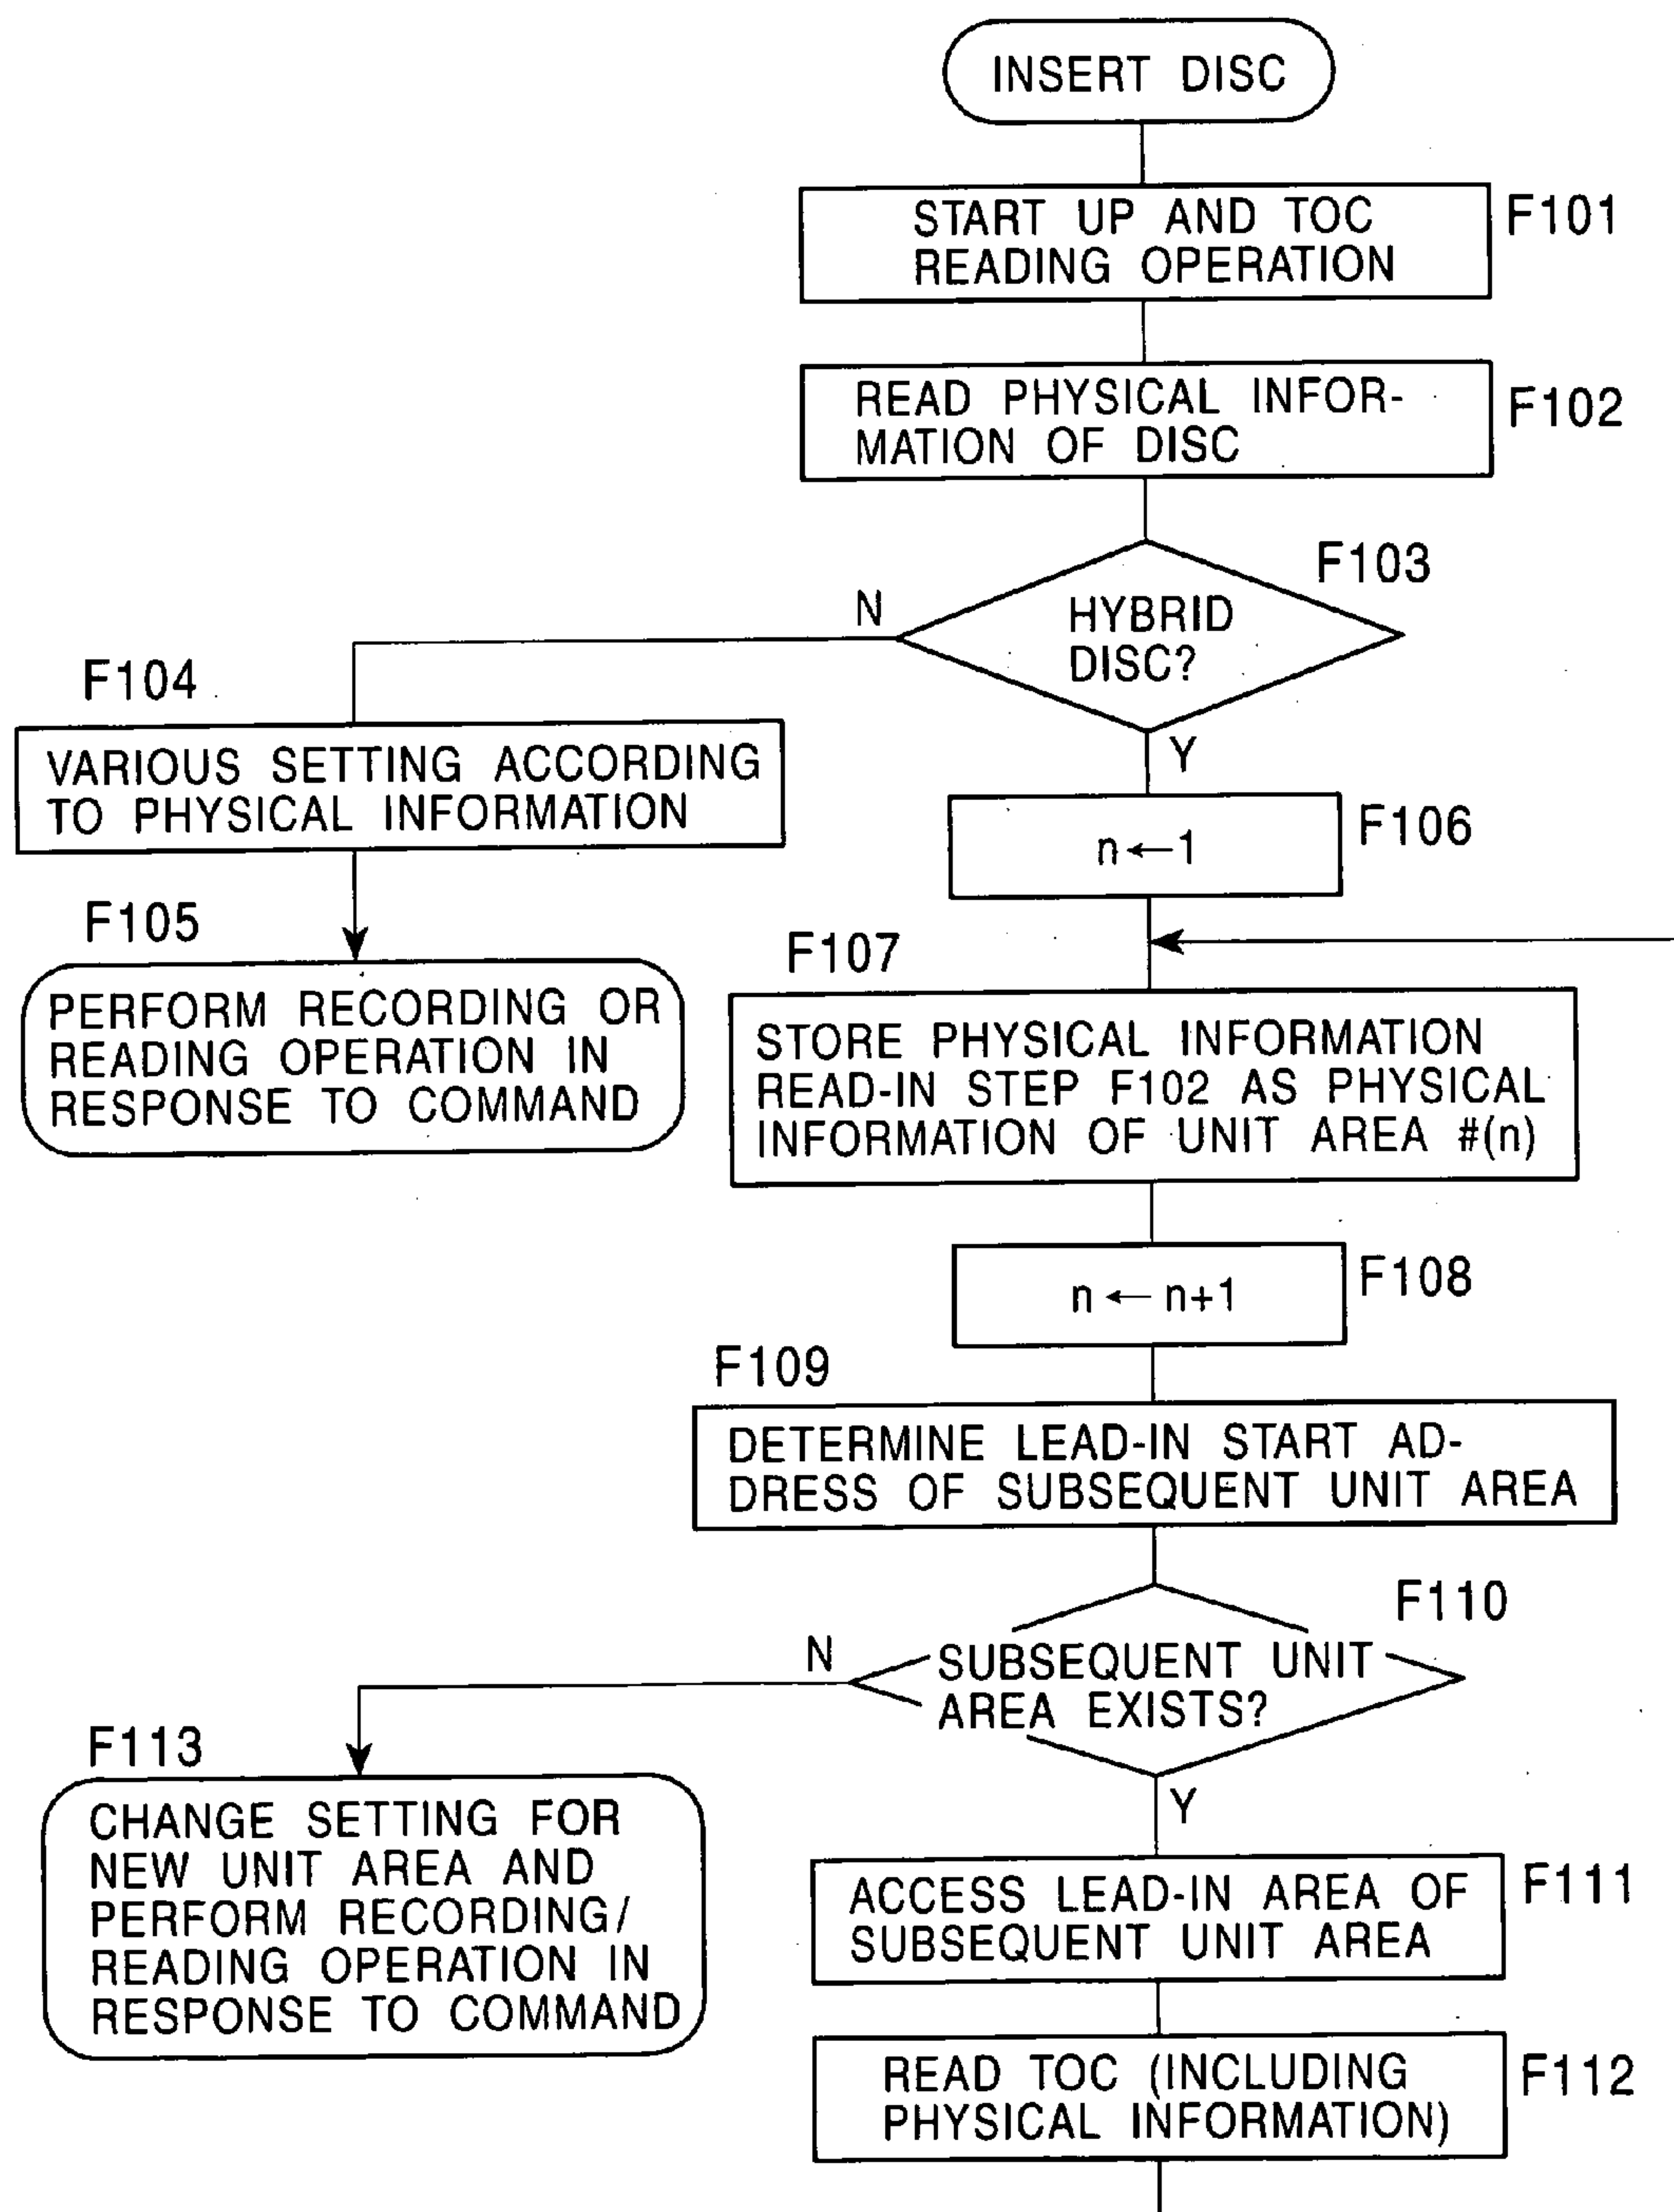 INSERT DISC
START UP AND TOC
READING OPERATION
F101
READ PHYSICAL INFOR-
MATION OF DISC
F102
F103
HYBRID
DISC?
N
Y
F104
VARIOUS SETTING ACCORDING
TO PHYSICAL INFORMATION
F105
PERFORM RECORDING OR
READING OPERATION IN
RESPONSE TO COMMAND
n←1
F106
F107
STORE PHYSICAL INFORMATION
READ-IN STEP F102 AS PHYSICAL
INFORMATION OF UNIT AREA #(n)
n ← n+1
F108
F109
DETERMINE LEAD-IN START AD-
DRESS OF SUBSEQUENT UNIT AREA
F110
SUBSEQUENT UNIT
AREA EXISTS?
N
Y
F113
CHANGE SETTING FOR
NEW UNIT AREA AND
PERFORM RECORDING/
READING OPERATION IN
RESPONSE TO COMMAND
ACCESS LEAD-IN AREA OF
SUBSEQUENT UNIT AREA
F111
READ TOC (INCLUDING
PHYSICAL INFORMATION)
F112